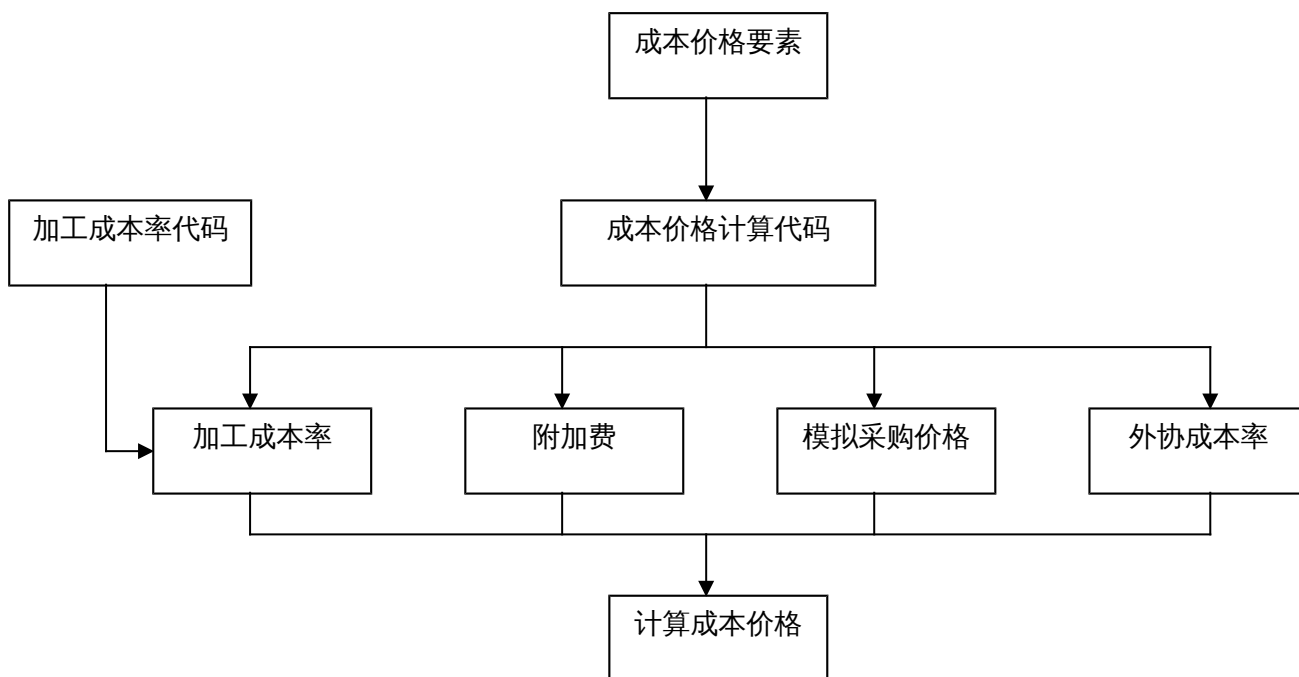 成本价格要素
加工成本率代码
成本价格计算代码
加工成本率
附加费
模拟采购价格
外协成本率
计算成本价格